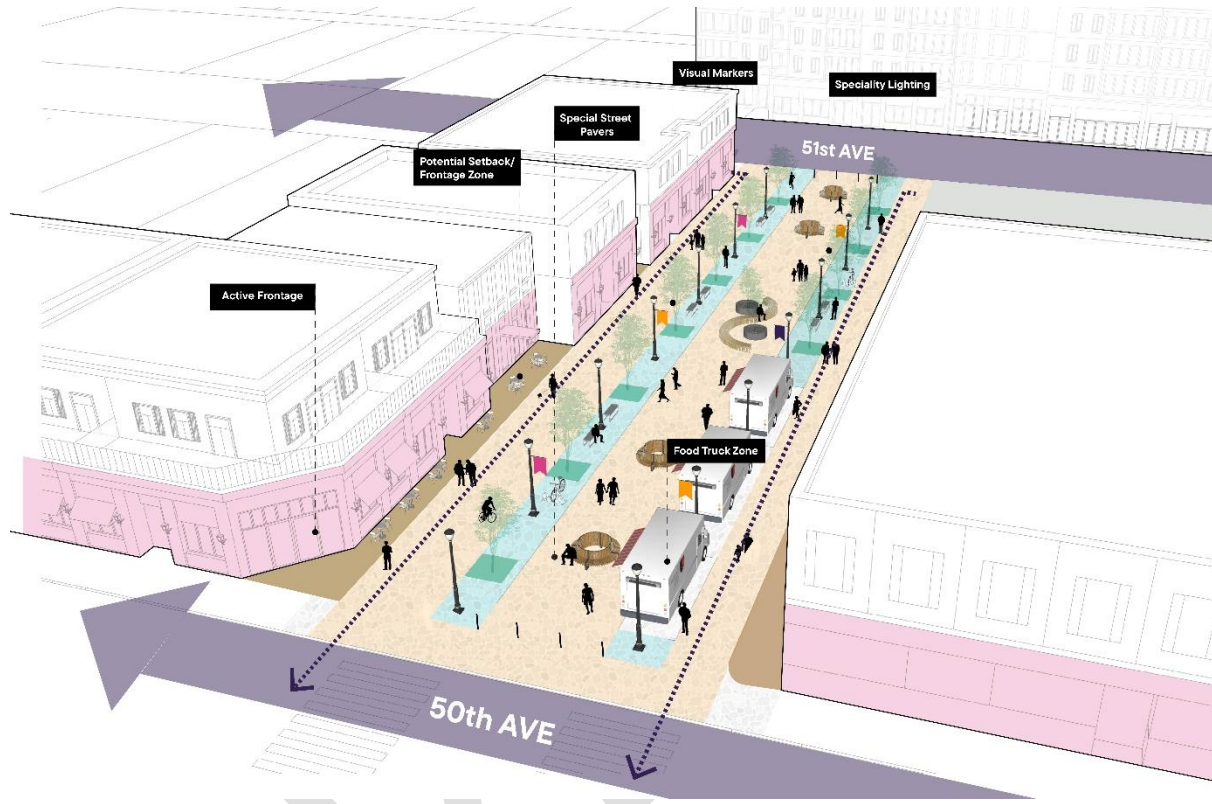 Visual Markers
Speciality Lighting
Special Street
Pavers
51st AVE
Potential Setback/
Frontage Zone
Active Frontage
Food Truck Zone
50th AVE